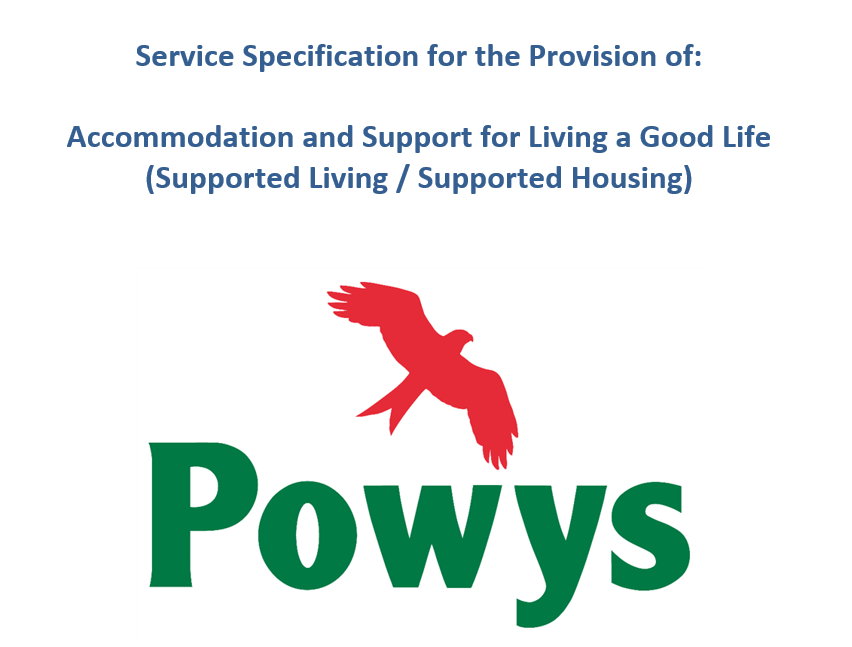 Service Specification for the Provision of:
Accommodation and Support for Living a Good Life
(Supported Living / Supported Housing)
Powys